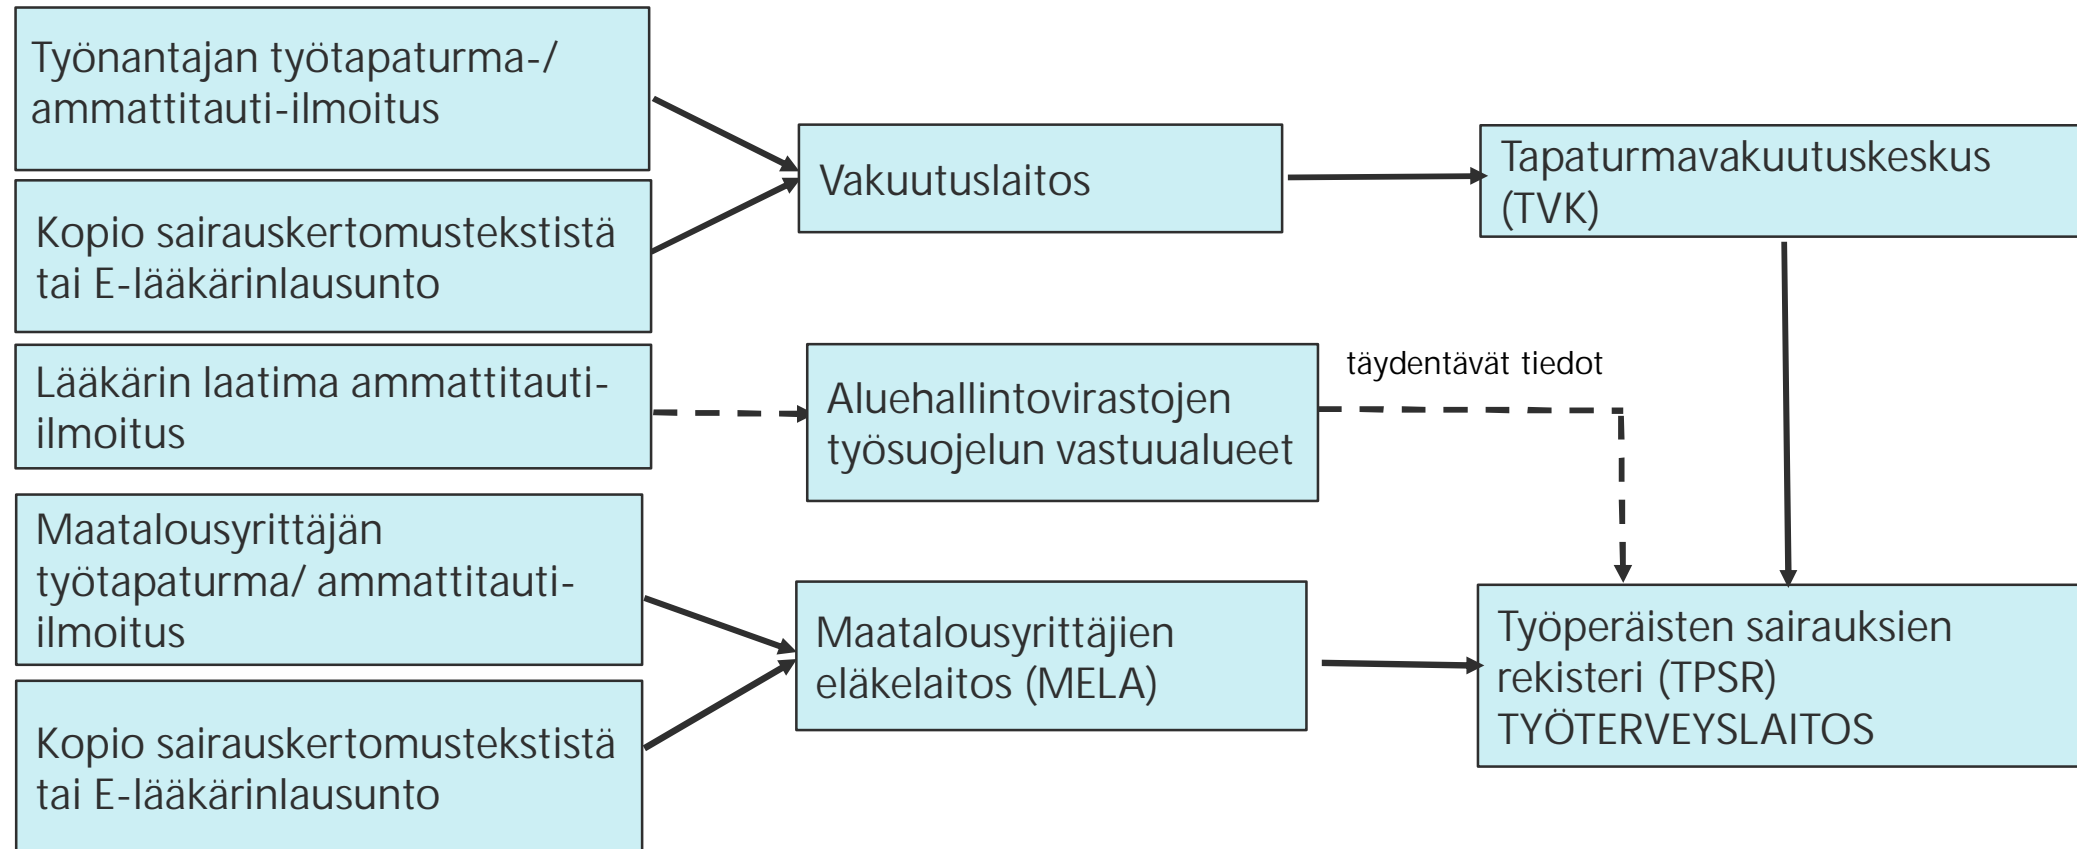 Työnantajan työtapaturma-/
ammattitauti-ilmoitus
Kopio sairauskertomustekstistä
tai E-lääkärinlausunto
Vakuutuslaitos
Tapaturmavakuutuskeskus
(TVK)
Lääkärin laatima ammattitauti-
ilmoitus
Aluehallintovirastojen
työsuojelun vastuualueet
täydentävät tiedot
Maatalousyrittäjän
työtapaturma/ ammattitauti-
ilmoitus
Kopio sairauskertomustekstistä
tai E-lääkärinlausunto
Maatalousyrittäjien
eläkelaitos (MELA)
Työperäisten sairauksien
rekisteri (TPSR)
TYÖTERVEYSLAITOS